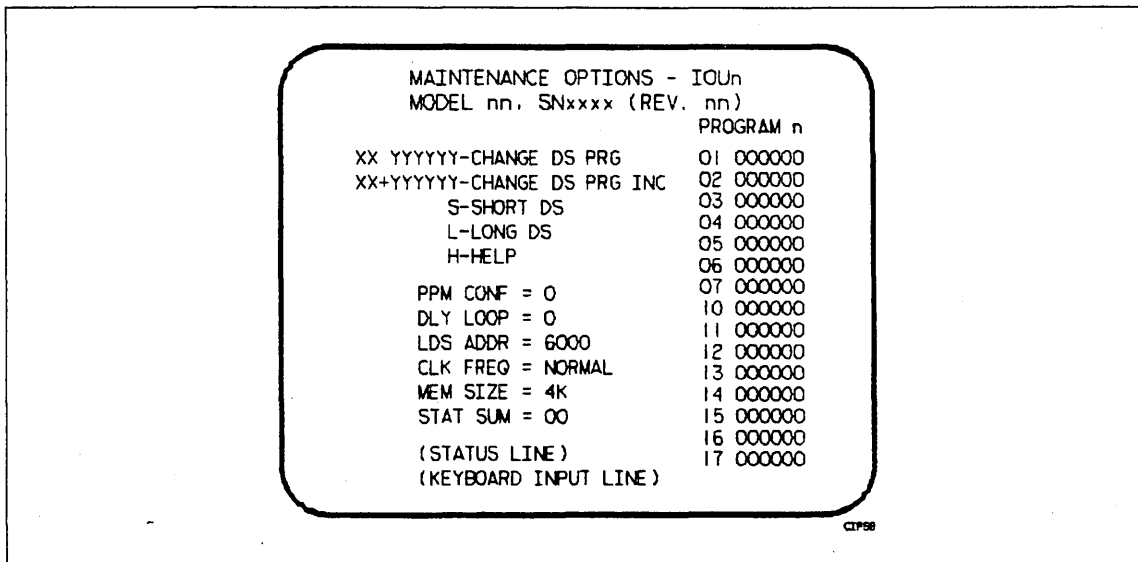 MAINTENANCE OPTIONS - IOUn
MODEL nn, SNxxxx (REV. nn)
PROGRAM n
XX YYYYYY-CHANGE DS PRG
XX+YYYYYY-CHANGE DS PRG INC
S-SHORT DS
L-LONG DS
H-HELP
PPM CONF = 0
DLY LOOP = 0
LDS ADDR = 6000
CLK FREQ = NORMAL
MEM SIZE = 4K
STAT SUM = 00
(STATUS LINE)
(KEYBOARD INPUT LINE)
01 000000
02 000000
03 000000
04 000000
05 000000
06 000000
07 000000
10 000000
11 000000
12 000000
13 000000
14 000000
15 000000
16 000000
17 000000